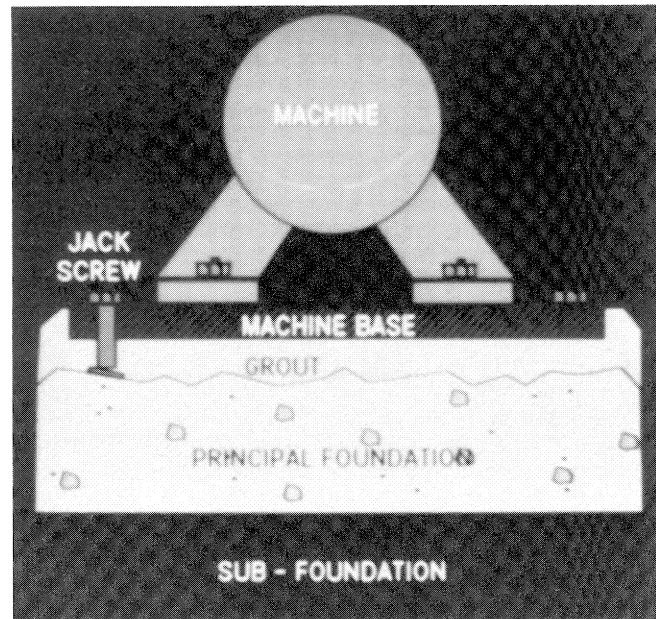 MACHINE
JACK
SCREW
MACHINE BASE
GROUT
PRINCIPAL FOUNDATION
SUB - FOUNDATION